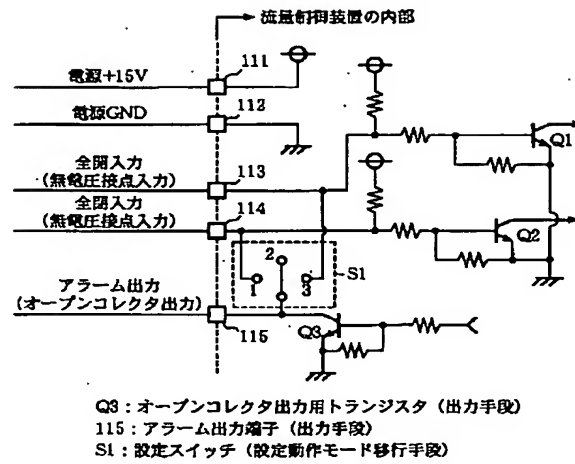 流量制御装置の内部
電源+15V
111
電源GND
112
全開入力
(無電圧接点入力)
113
全開入力
(無電圧接点入力)
114
アラーム出力
(オープンコレクタ出力)
115
1
2
3
S1
Q1
Q2
Q3
Q3:オープンコレクタ出力用トランジスタ(出力手段)
115:アラーム出力端子(出力手段)
S1:設定スイッチ(設定動作モード移行手段)